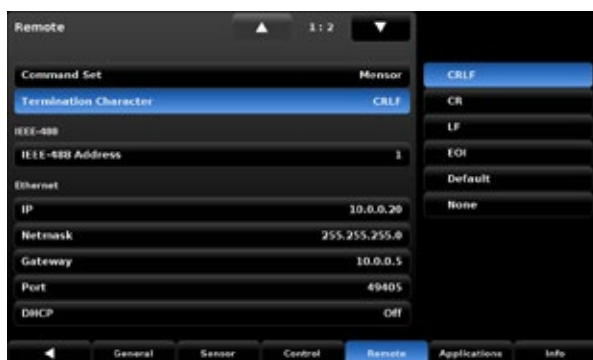 Remote
1:2
Command Set Mensor
Termination Character CRLF
IEEE-488
IEEE-488 Address 1
Ethernet
IP 10.0.0.20
Netmask 255.255.255.0
Gateway 10.0.0.5
Port 49405
DHCP Off
CRLF
CR
LF
EOI
Default
None
General Sensor Control Remote Applications Info